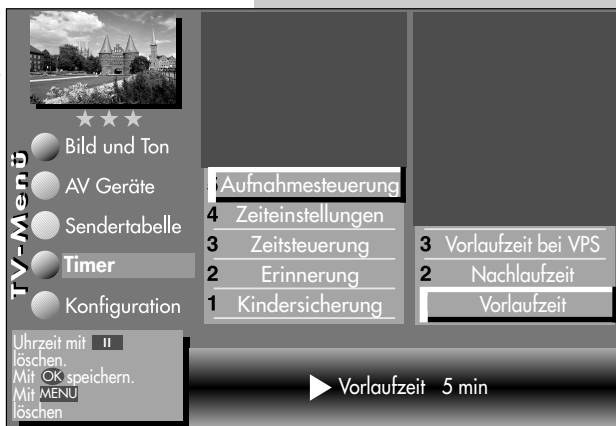 TV-Menü
Bild und Ton
AV Geräte
Sendertabelle
Timer
Konfiguration
Aufnahmesteuerung
4 Zeiteinstellungen
3 Zeitsteuerung
2 Erinnerung
1 Kindersicherung
3 Vorlaufzeit bei VPS
2 Nachlaufzeit
Vorlaufzeit
Uhrzeit mit II
löschen.
Mit OK speichern.
Mit MENU
löschen
Vorlaufzeit 5 min